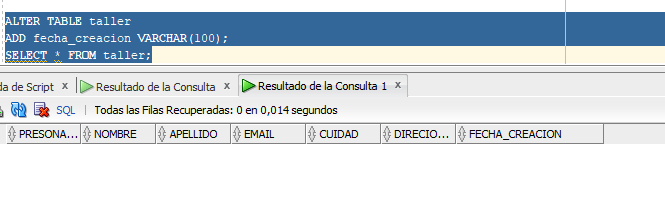 ALTER TABLE taller
ADD fecha_creacion VARCHAR(100);
SELECT * FROM taller;
da de Script x Resultado de la Consulta x Resultado de la Consulta 1 x
SQL | Todas las Filas Recuperadas: 0 en 0,014 segundos
PRESONA... NOMBRE APELLIDO EMAIL CUIDAD DIRECIO... FECHA_CREACION